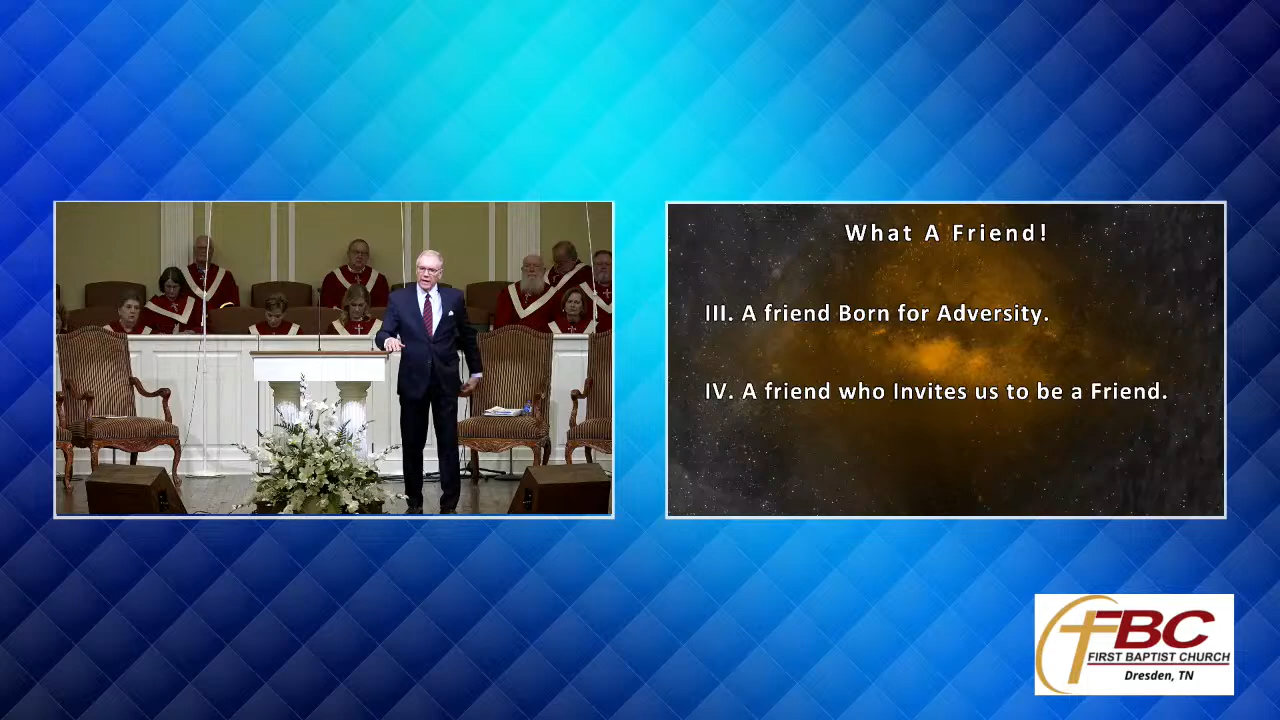 What A Friend!
III. A friend Born for Adversity.
IV. A friend who Invites us to be a Friend.
FBC
FIRST BAPTIST CHURCH
Dresden, TN